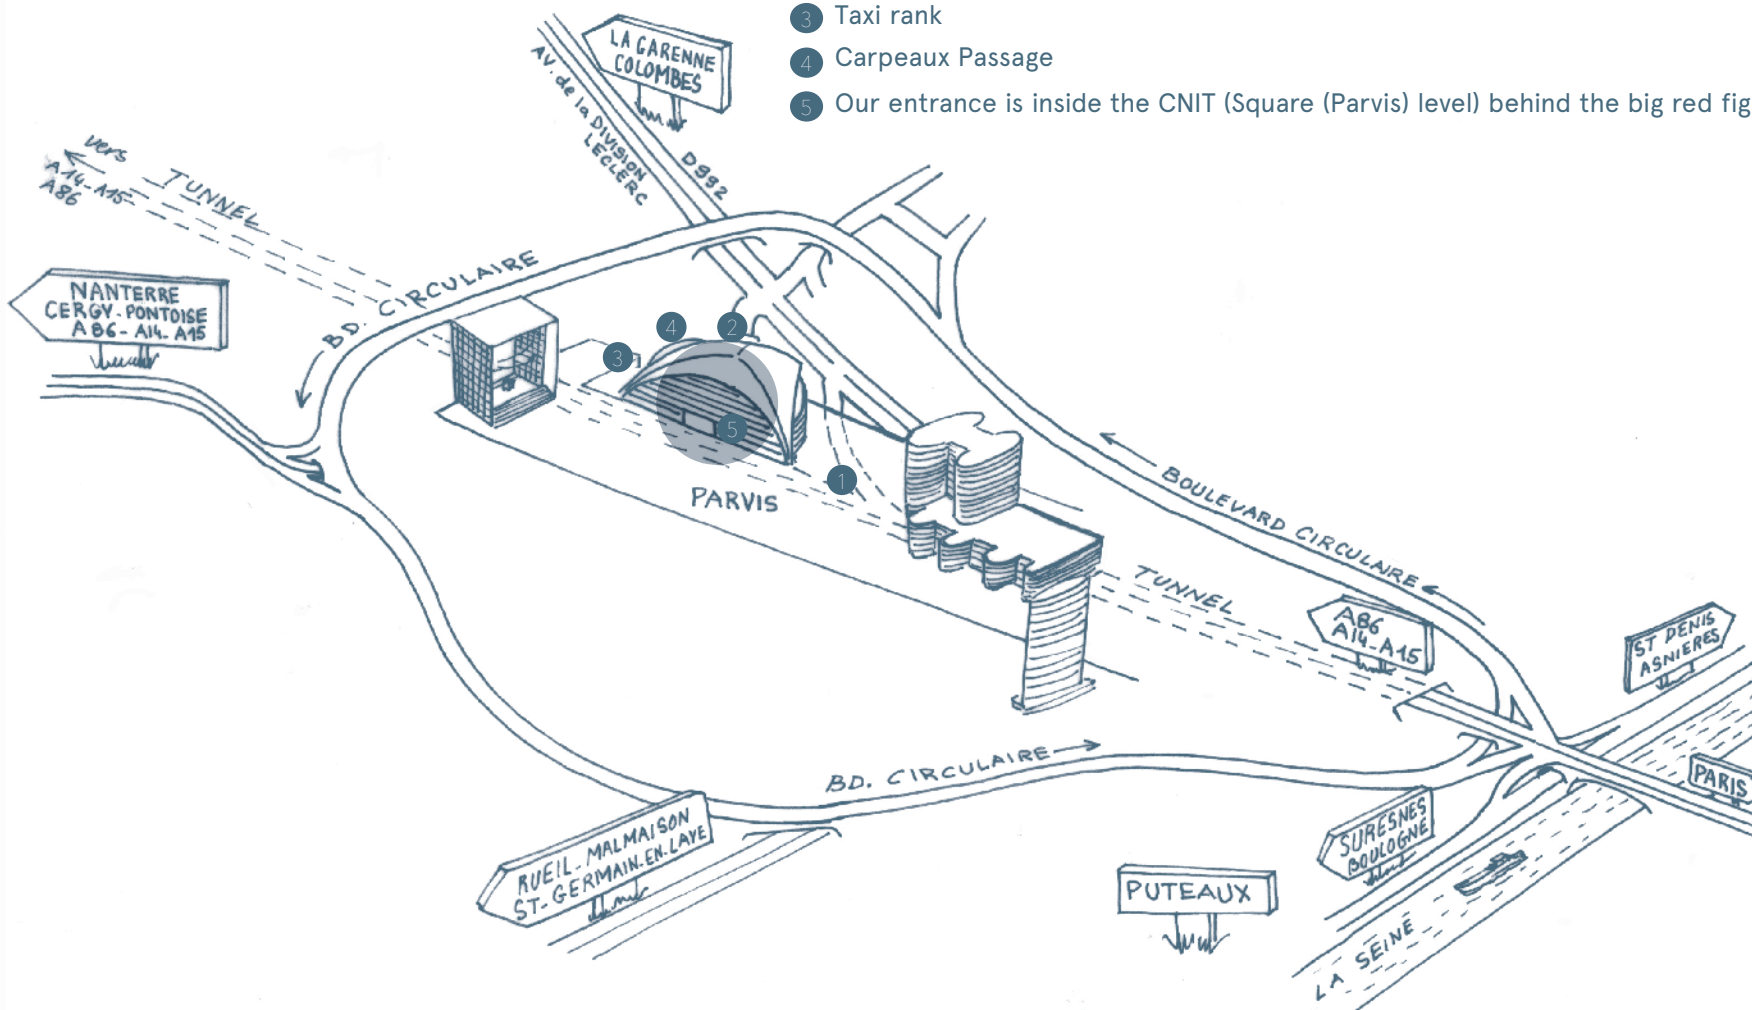 3 Taxi rank
4 Carpeaux Passage
5 Our entrance is inside the CNIT (Square (Parvis) level) behind the big red fig
LA GARENNE
COLOMBES
AV. de la DIVISION
LECLERC
D992
vers
A14-A15
A86
TUNNEL
BD. CIRCULAIRE
NANTERRE
CERGY-PONTOISE
A86-A14-A15
4
2
3
5
1
PARVIS
BOULEVARD CIRCULAIRE
TUNNEL
A86
A14-A15
ST DENIS
ASNIERES
PARIS
BD. CIRCULAIRE
SURESNES
BOULOGNE
RUEIL-MALMAISON
ST-GERMAIN-EN-LAYE
PUTEAUX
LA SEINE